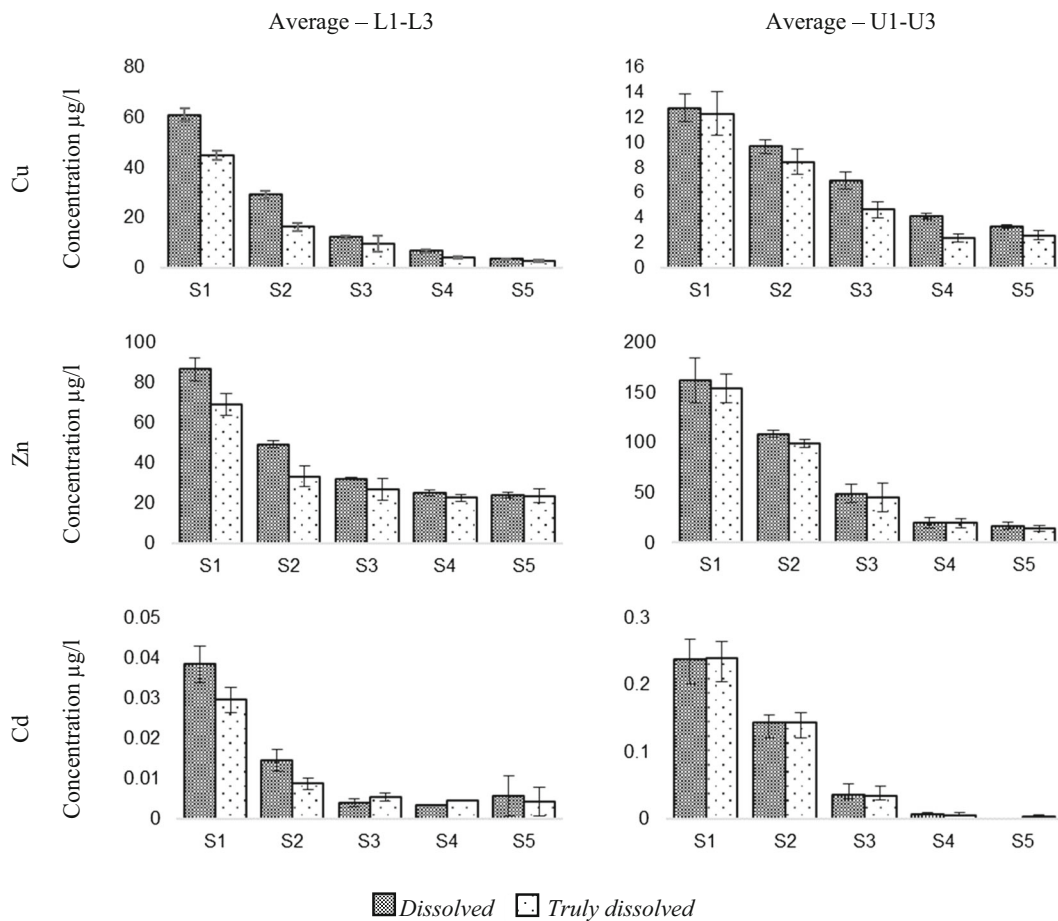 Average – L1-L3
Average – U1-U3
Cu
Concentration µg/l
80
60
40
20
0
S1 S2 S3 S4 S5
16
14
12
10
8
6
4
2
0
S1 S2 S3 S4 S5
Zn
Concentration µg/l
100
80
60
40
20
0
S1 S2 S3 S4 S5
200
150
100
50
0
S1 S2 S3 S4 S5
Cd
Concentration µg/l
0.05
0.04
0.03
0.02
0.01
0
S1 S2 S3 S4 S5
0.3
0.2
0.1
0
S1 S2 S3 S4 S5
Dissolved Truly dissolved